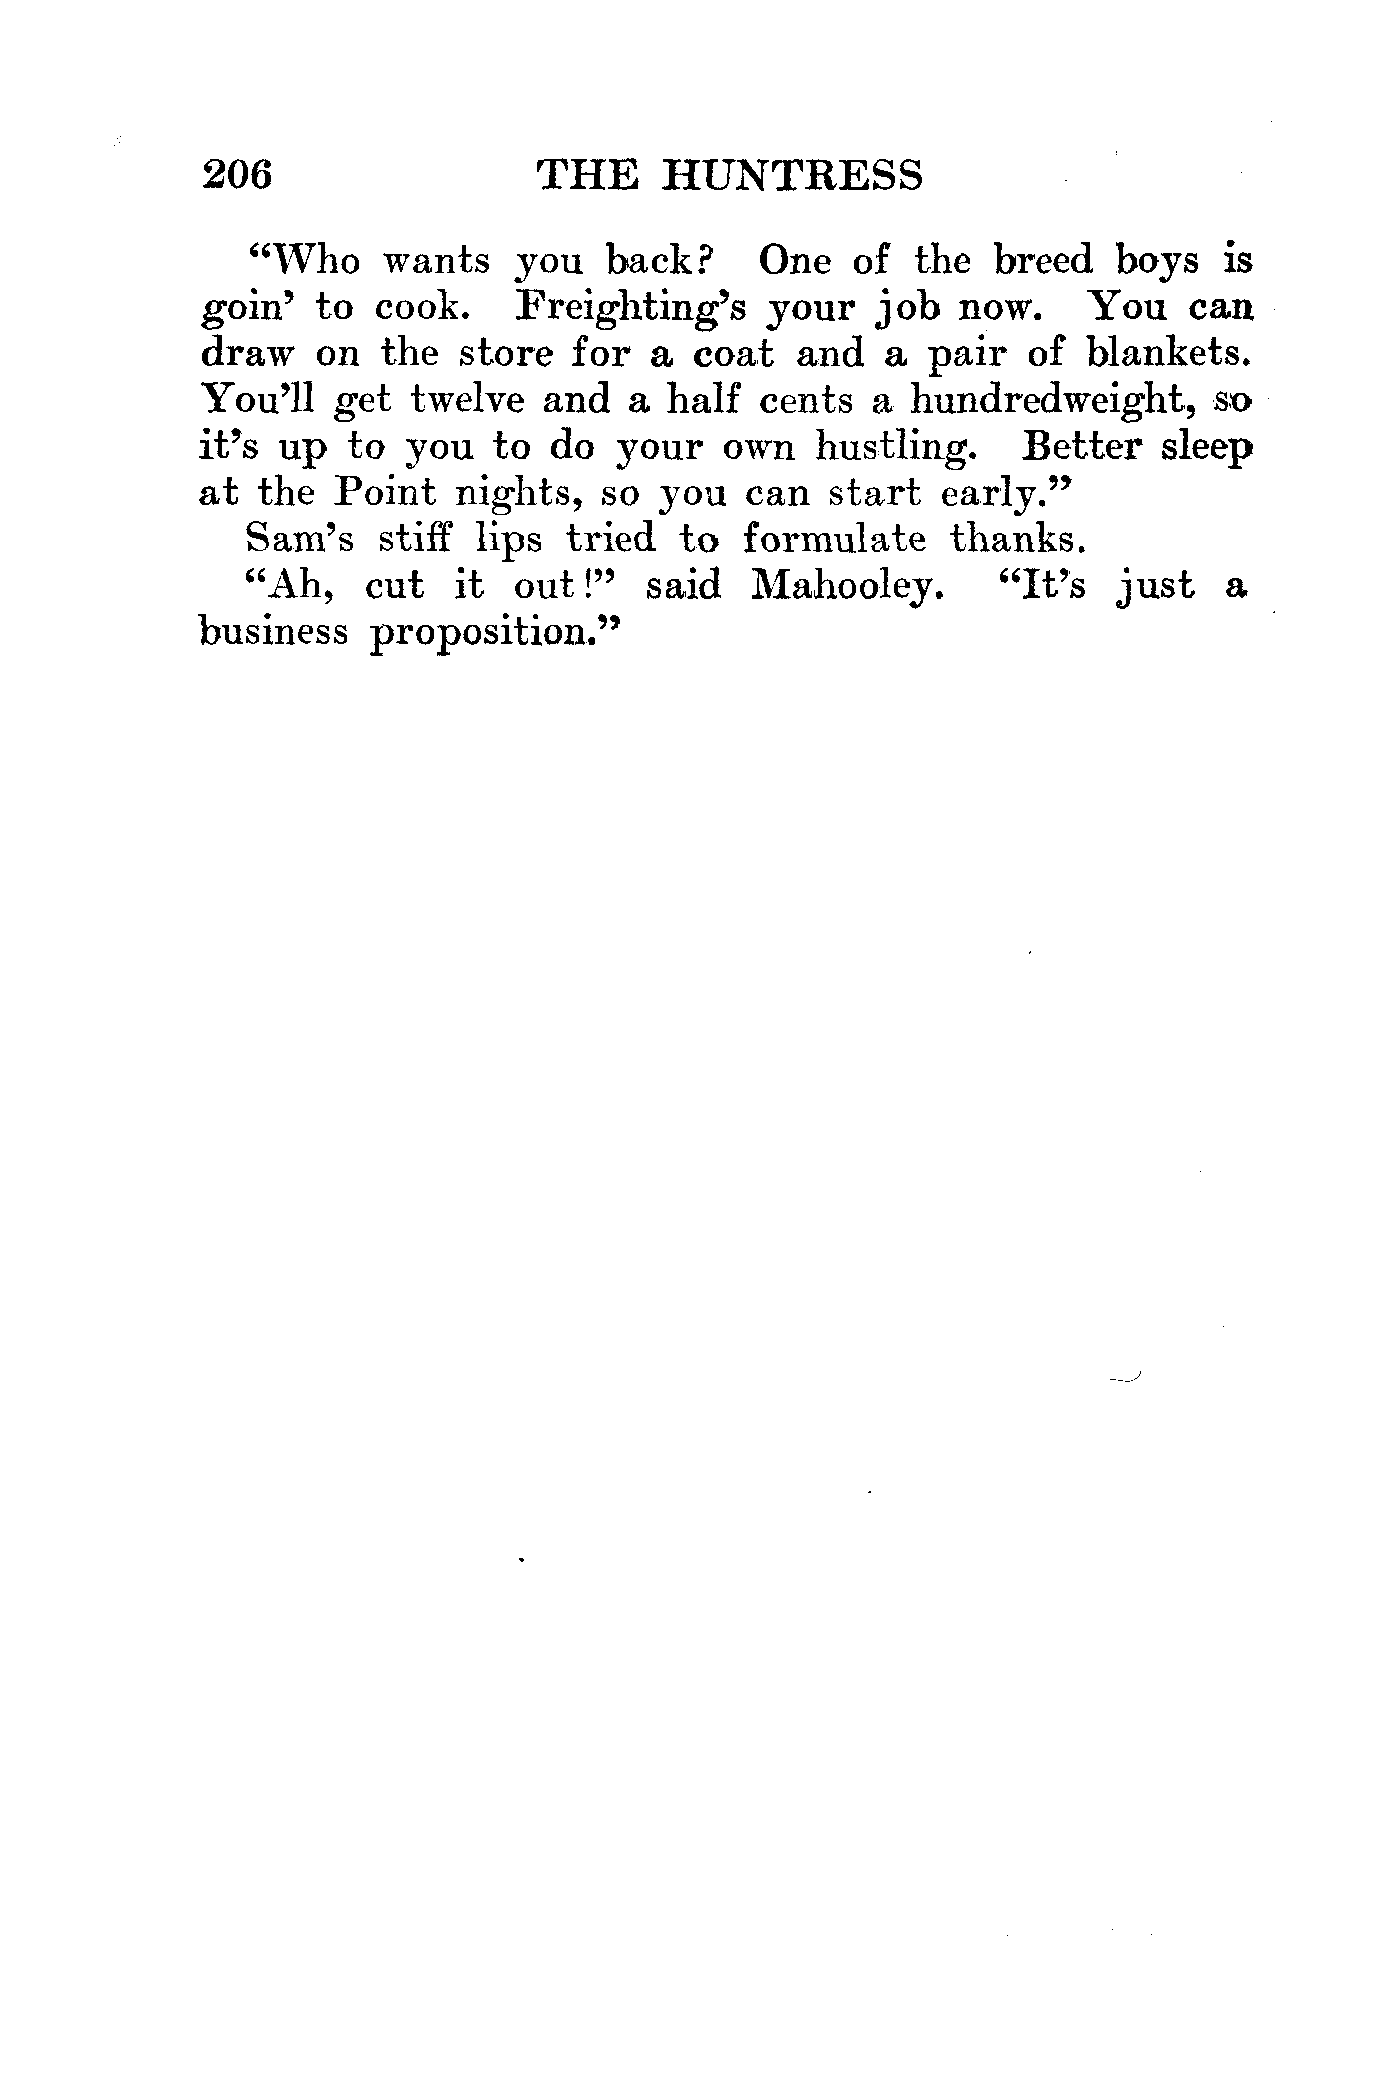 206 THE HUNTRESS
“Who wants you back? One of the breed boys is
goin’ to cook. Freighting’s your job now. You can
draw on the store for a coat and a pair of blankets.
You’ll get twelve and a half cents a hundredweight, so
it’s up to you to do your own hustling. Better sleep
at the Point nights, so you can start early.”
Sam’s stiff lips tried to formulate thanks.
“Ah, cut it out!” said Mahooley. “It’s just a
business proposition.”